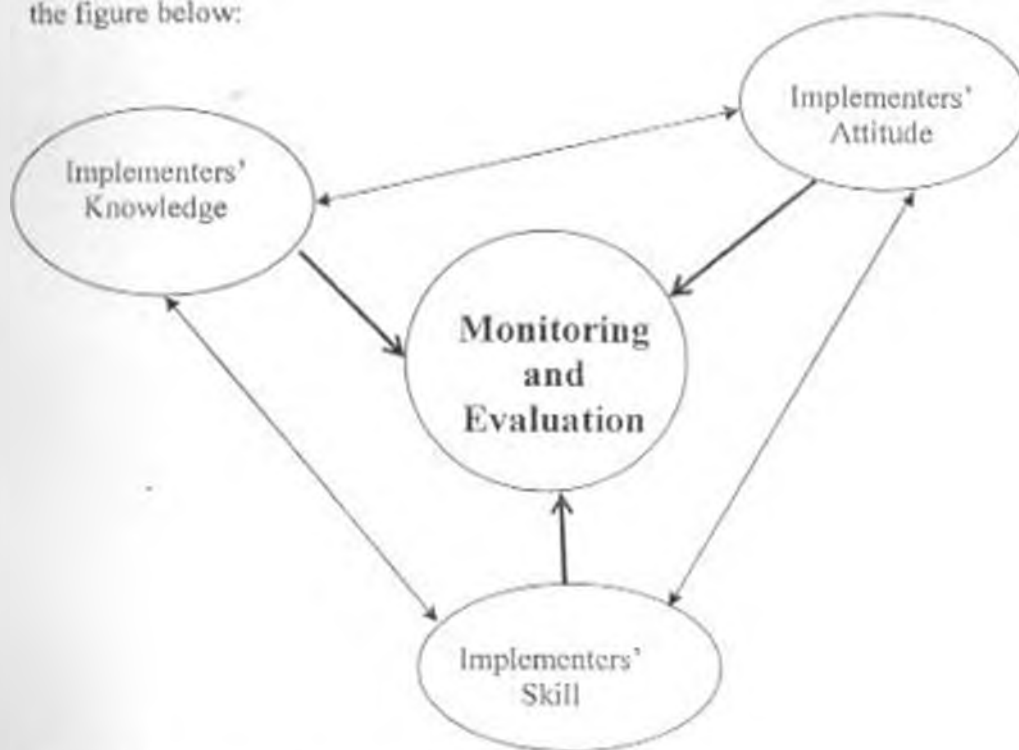 the figure below:
Implementers'
Attitude
Implementers'
Knowledge
Monitoring
and
Evaluation
Implementers'
Skill